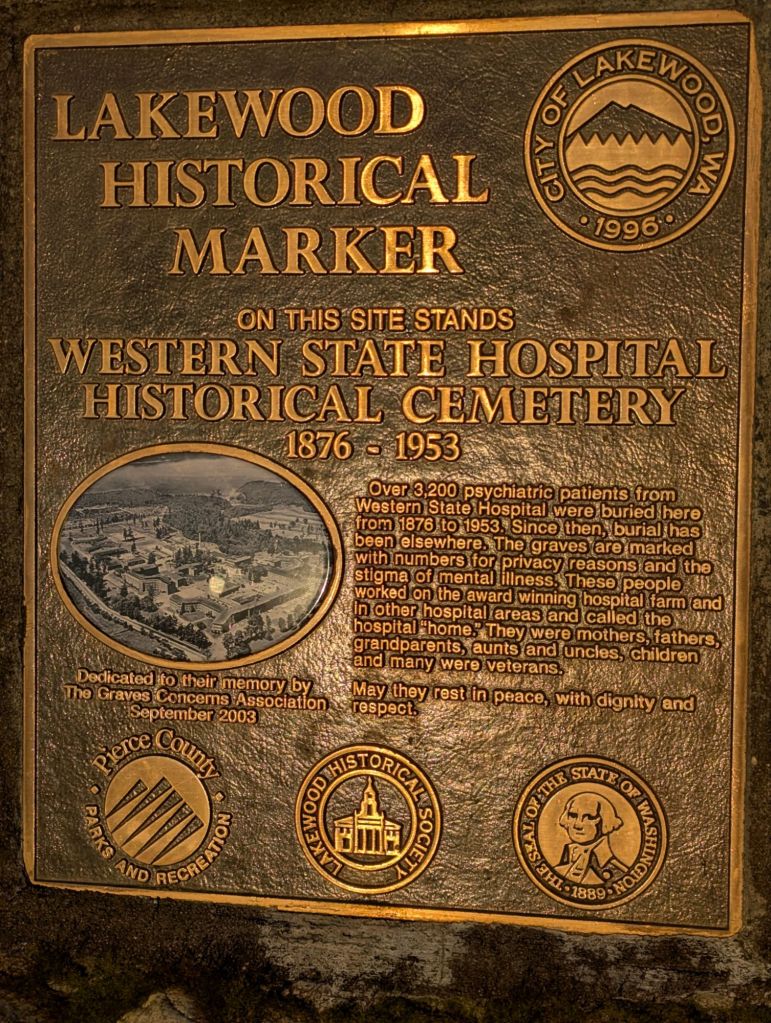 LAKEWOOD
HISTORICAL
MARKER
CITY OF LAKEWOOD, WA
• 1996 •
ON THIS SITE STANDS
WESTERN STATE HOSPITAL
HISTORICAL CEMETERY
1876 - 1953
Over 3,200 psychiatric patients from
Western State Hospital were buried here
from 1876 to 1953. Since then, burial has
been elsewhere. The graves are marked
with numbers for privacy reasons and the
stigma of mental illness. These people
worked on the award winning hospital farm and
in other hospital areas and called the
hospital "home." They were mothers, fathers,
grandparents, aunts and uncles, children
and many were veterans.
May they rest in peace, with dignity and
respect.
Dedicated to their memory by
The Graves Concerns Association
September 2003
Pierce County
• PARKS AND RECREATION •
LAKEWOOD HISTORICAL SOCIETY
THE SEAL OF THE STATE OF WASHINGTON
• 1889 •